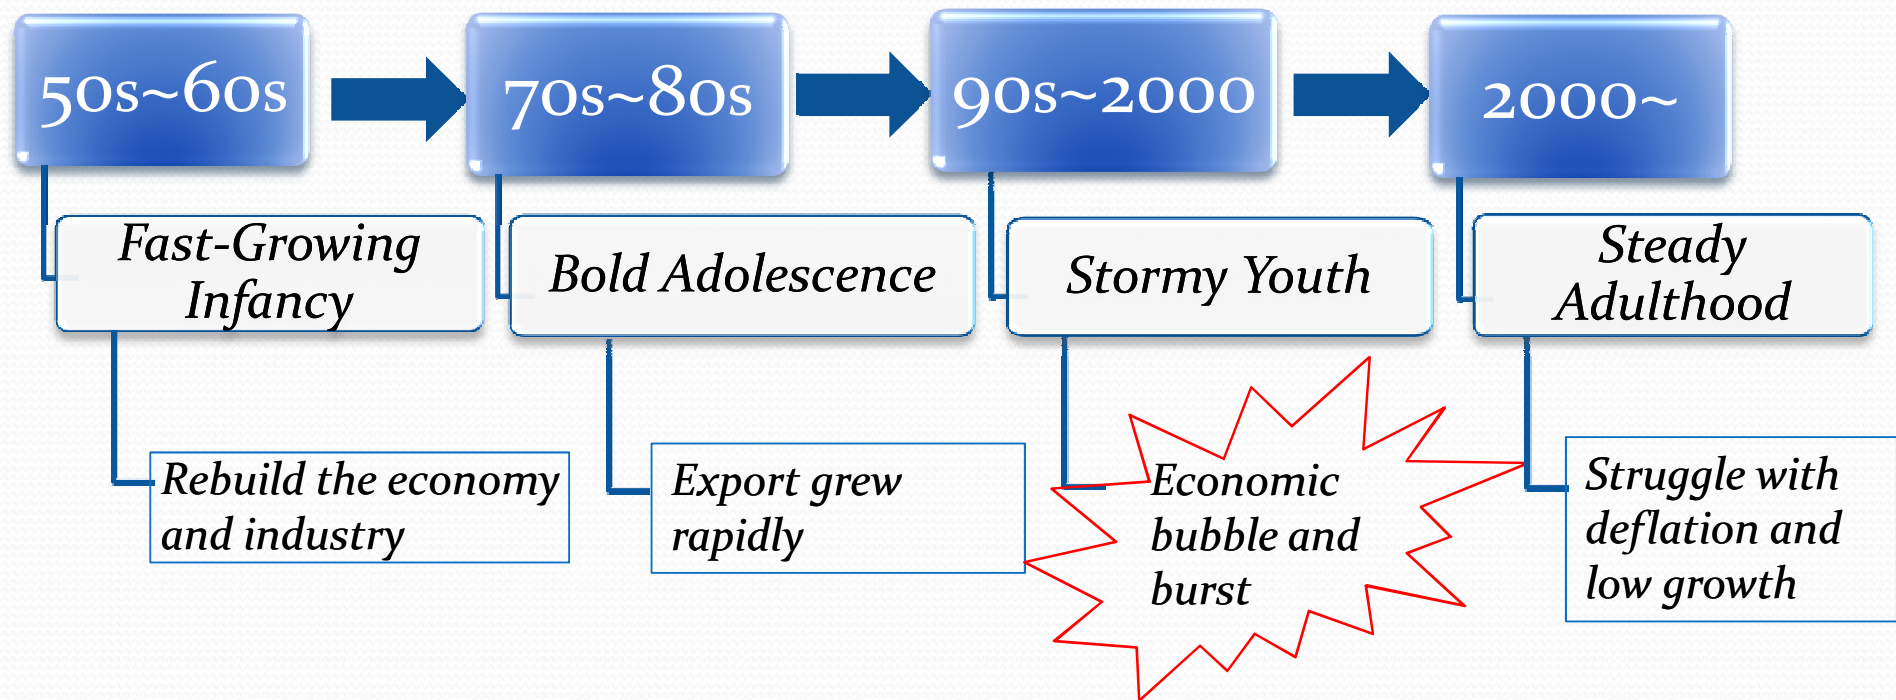 50s~60s
70s~80s
90s~2000
2000~
Fast-Growing
Infancy
Bold Adolescence
Stormy Youth
Steady
Adulthood
Rebuild the economy
and industry
Export grew
rapidly
Economic
bubble and
burst
Struggle with
deflation and
low growth